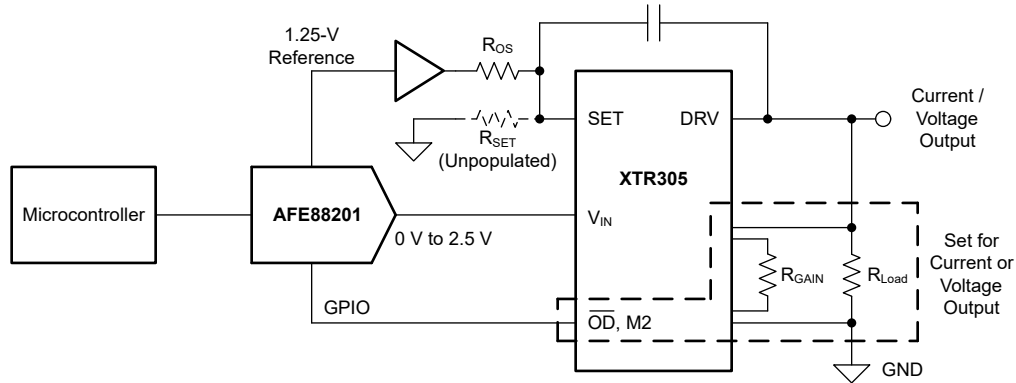 1.25-V
Reference
R_OS
R_SET
(Unpopulated)
SET
DRV
Current /
Voltage
Output
XTR305
Microcontroller
AFE88201
V_IN
0 V to 2.5 V
R_GAIN
R_Load
Set for
Current or
Voltage
Output
GPIO
O̅D̅, M2
GND